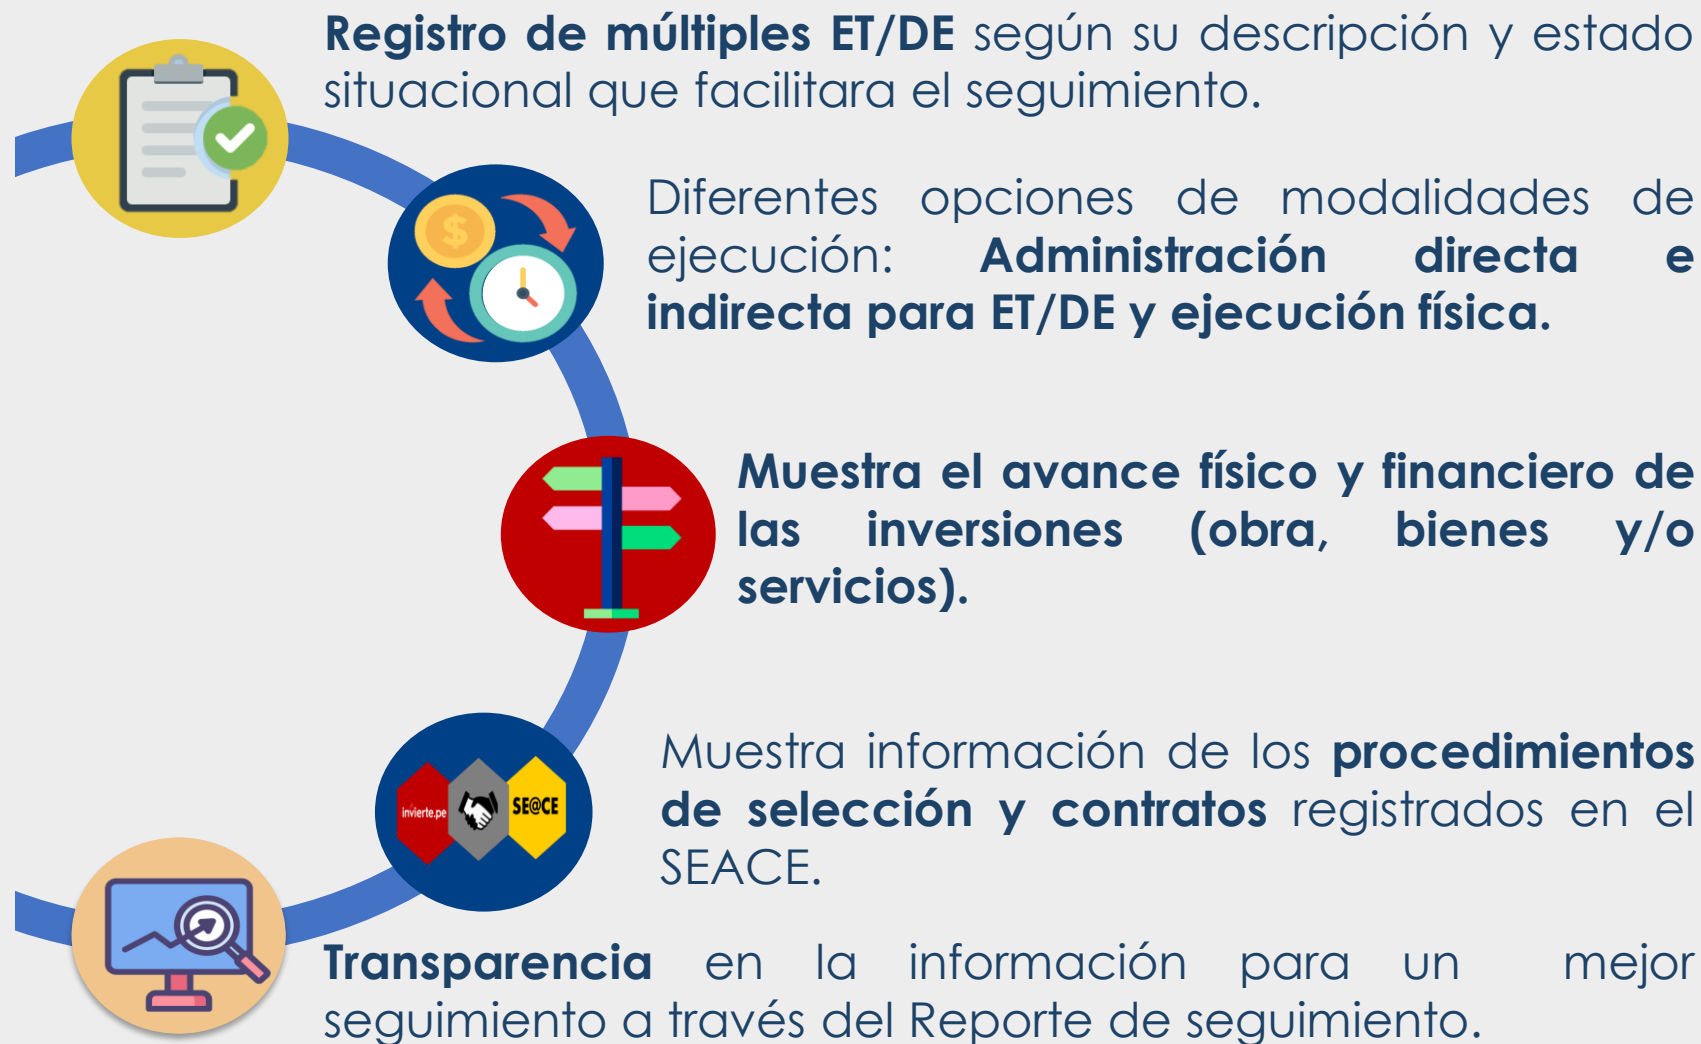 Registro de múltiples ET/DE según su descripción y estado
situacional que facilitara el seguimiento.
Diferentes opciones de modalidades de
ejecución: Administración directa e
indirecta para ET/DE y ejecución física.
Muestra el avance físico y financiero de
las inversiones (obra, bienes y/o
servicios).
Muestra información de los procedimientos
de selección y contratos registrados en el
SEACE.
invierte.pe
SE@CE
Transparencia en la información para un mejor
seguimiento a través del Reporte de seguimiento.